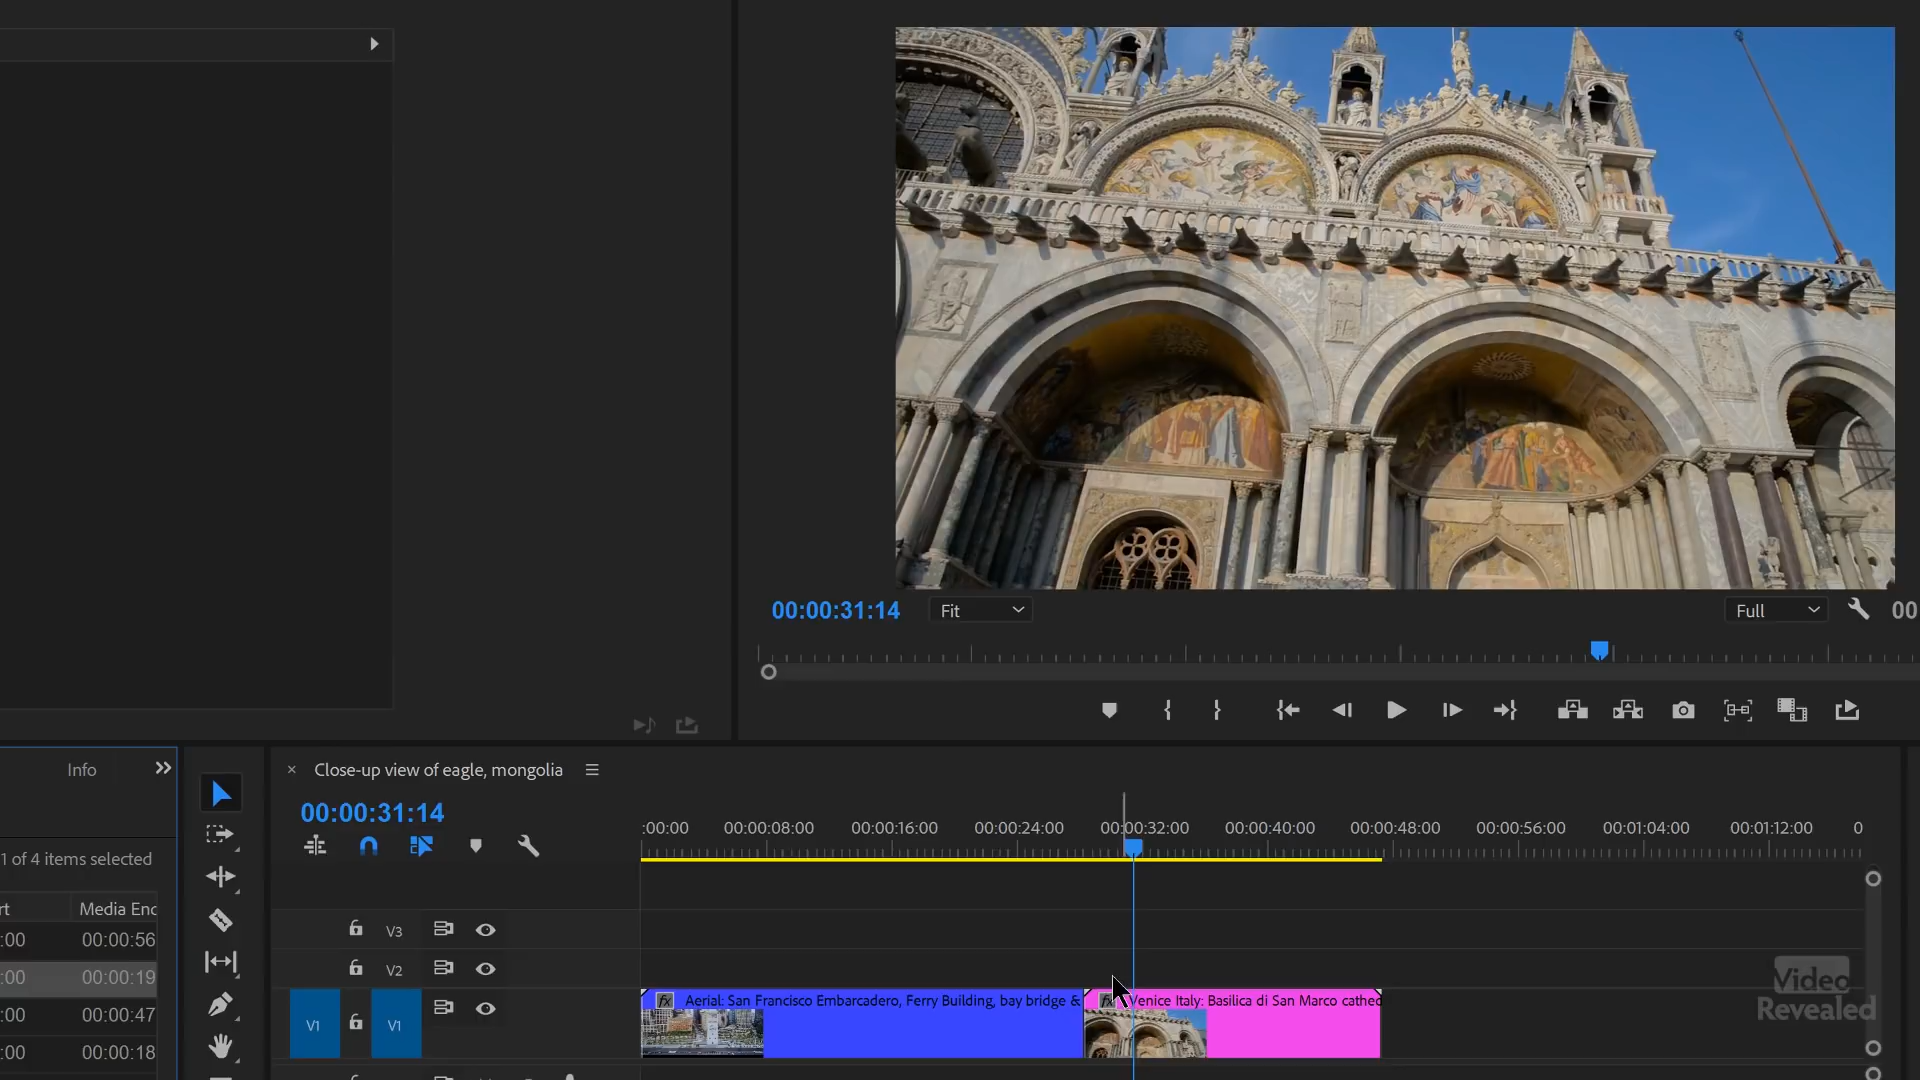 00:00:31:14
Fit
Full
00
Info
Close-up view of eagle, mongolia
00:00:31:14
:00:00
00:00:08:00
00:00:16:00
00:00:24:00
00:00:32:00
00:00:40:00
00:00:48:00
00:00:56:00
00:01:04:00
00:01:12:00
0
1 of 4 items selected
rt
Media End
:00
00:00:56
:00
00:00:19
:00
00:00:47
:00
00:00:18
V3
V2
V1
V1
fx
Aerial: San Francisco Embarcadero, Ferry Building, bay bridge &
fx
Venice Italy: Basilica di San Marco cathed
Video
Revealed